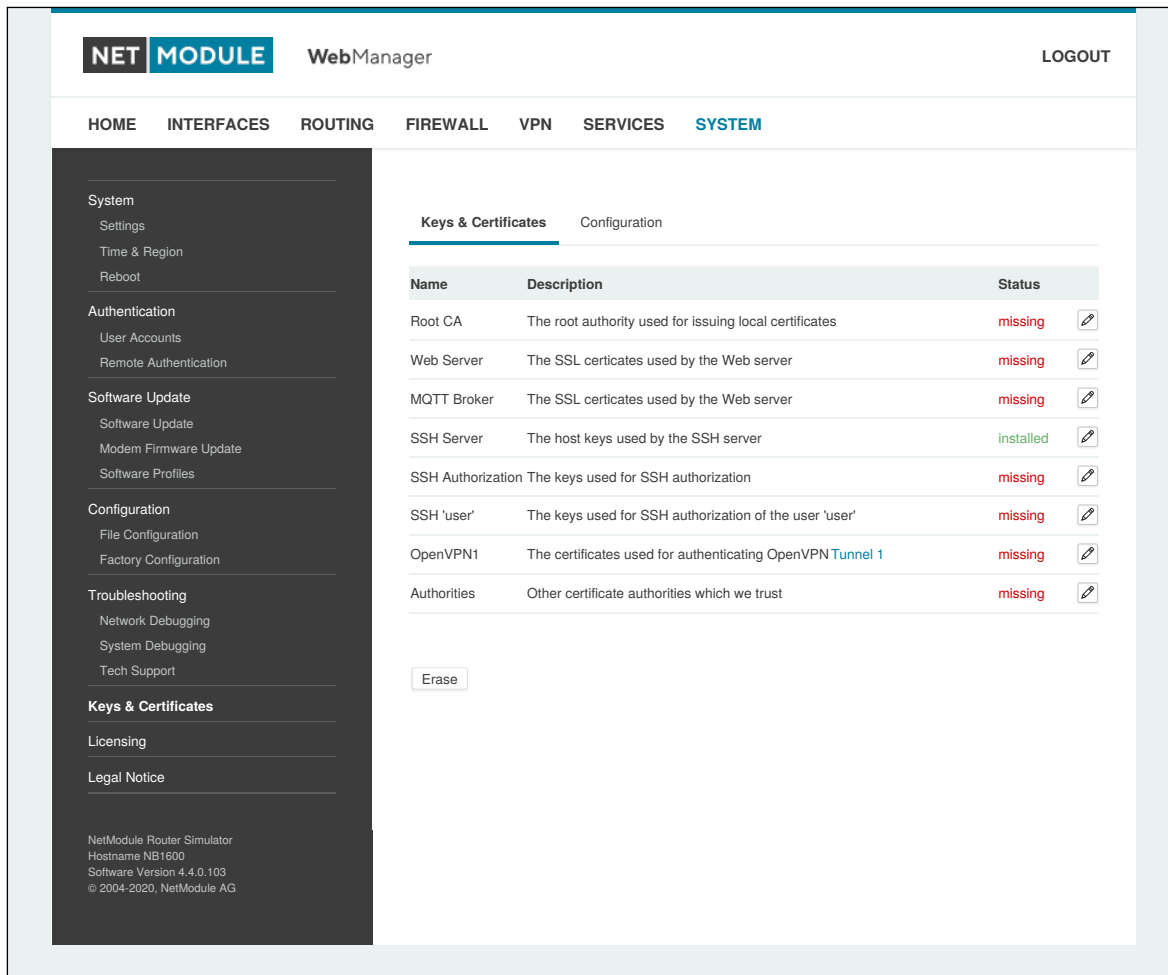 NET MODULE WebManager LOGOUT
HOME INTERFACES ROUTING FIREWALL VPN SERVICES SYSTEM
System
Settings
Time & Region
Reboot
Authentication
User Accounts
Remote Authentication
Software Update
Software Update
Modem Firmware Update
Software Profiles
Configuration
File Configuration
Factory Configuration
Troubleshooting
Network Debugging
System Debugging
Tech Support
Keys & Certificates
Licensing
Legal Notice
NetModule Router Simulator
Hostname NB1600
Software Version 4.4.0.103
© 2004-2020, NetModule AG
Keys & Certificates Configuration
Name Description Status
Root CA The root authority used for issuing local certificates missing
Web Server The SSL certicates used by the Web server missing
MQTT Broker The SSL certicates used by the Web server missing
SSH Server The host keys used by the SSH server installed
SSH Authorization The keys used for SSH authorization missing
SSH 'user' The keys used for SSH authorization of the user 'user' missing
OpenVPN1 The certificates used for authenticating OpenVPN Tunnel 1 missing
Authorities Other certificate authorities which we trust missing
Erase